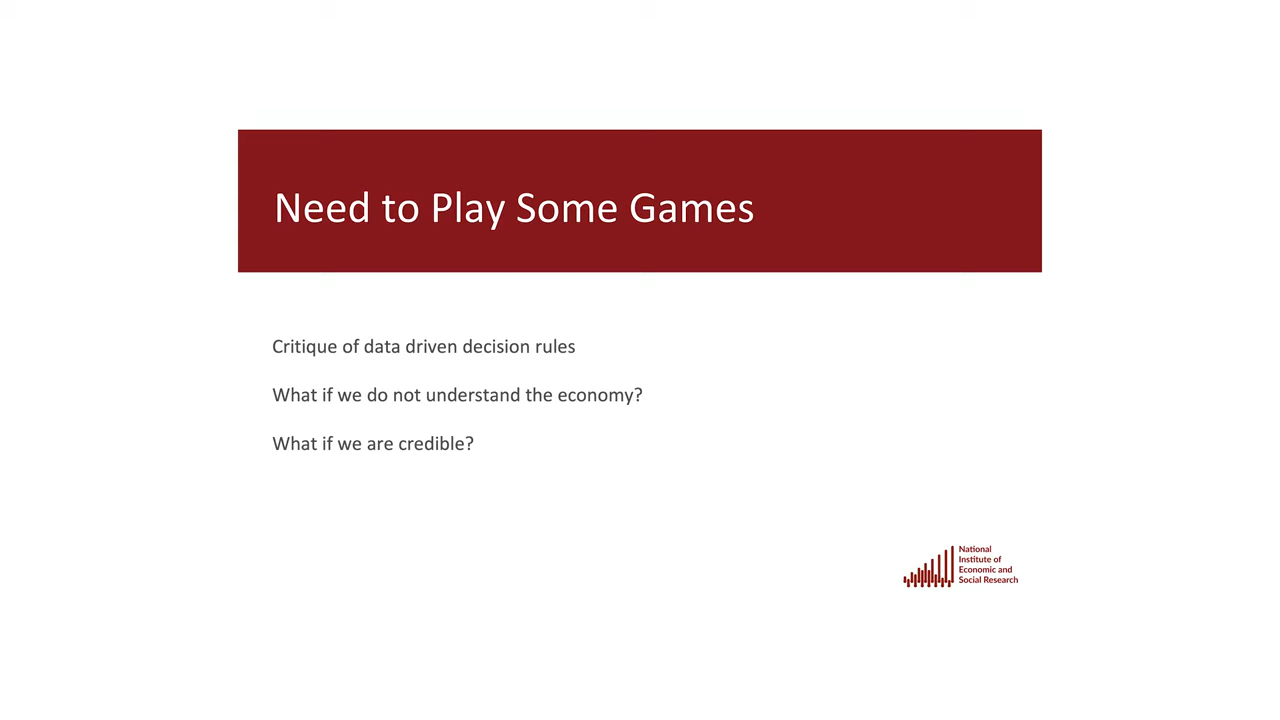 Need to Play Some Games
Critique of data driven decision rules
What if we do not understand the economy?
What if we are credible?
National
Institute of
Economic and
Social Research